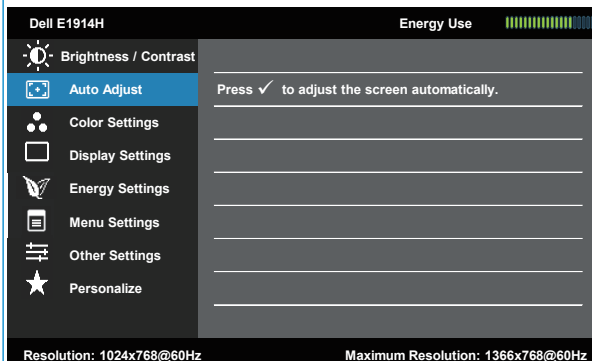 Dell E1914H Energy Use
Brightness / Contrast
Auto Adjust Press ✓ to adjust the screen automatically.
Color Settings
Display Settings
Energy Settings
Menu Settings
Other Settings
Personalize
Resolution: 1024x768@60Hz Maximum Resolution: 1366x768@60Hz